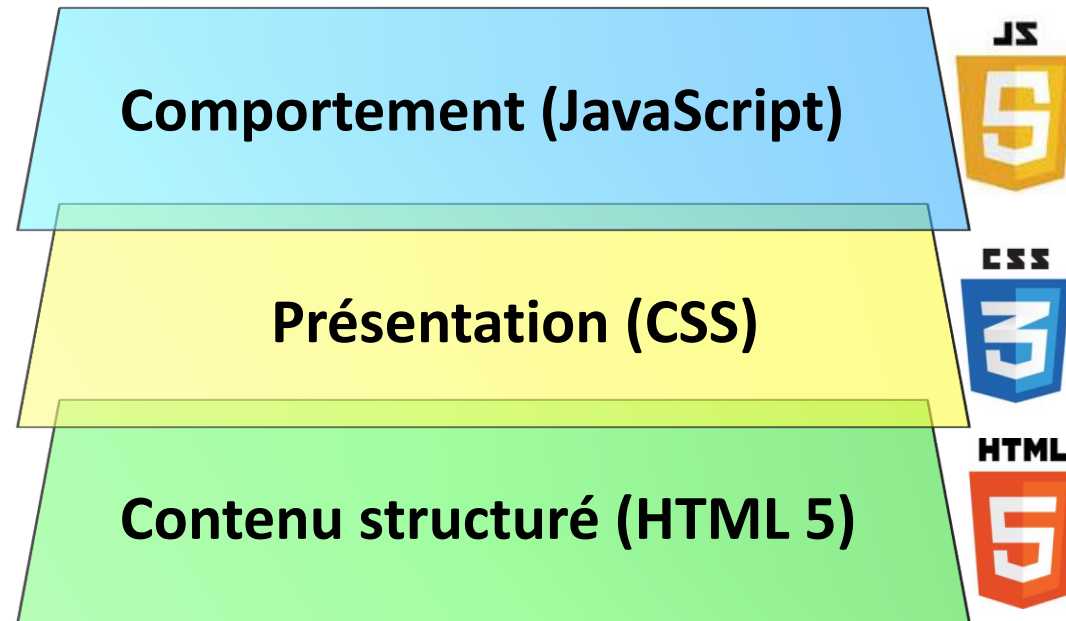 Comportement (JavaScript)
JS
5
Présentation (CSS)
CSS
3
Contenu structuré (HTML 5)
HTML
5